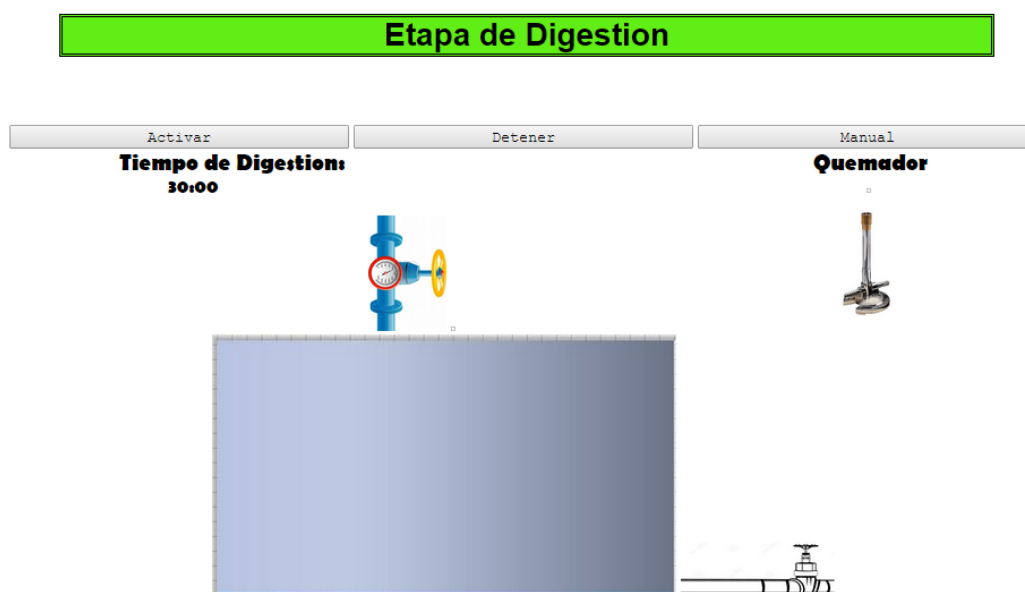 Etapa de Digestion
Activar Detener Manual
Tiempo de Digestion: Quemador
30:00